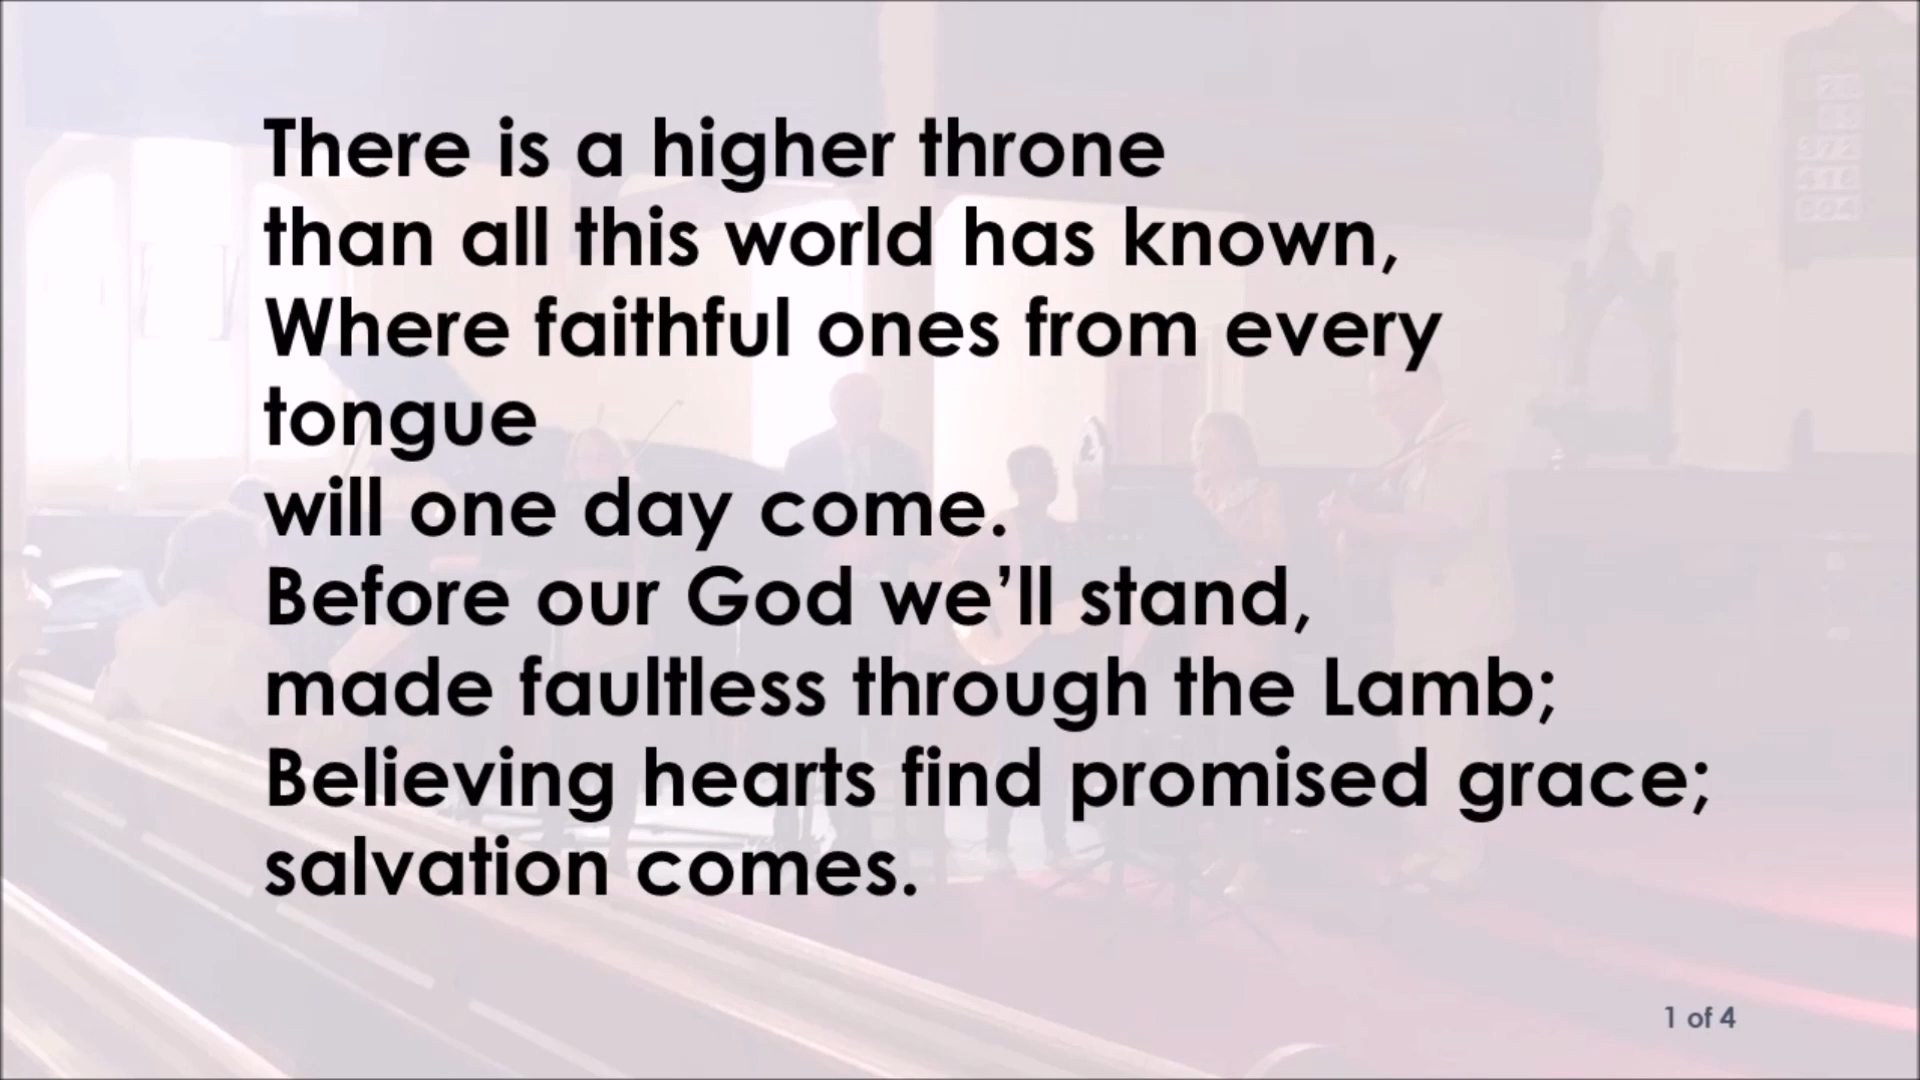 There is a higher throne
than all this world has known,
Where faithful ones from every
tongue
will one day come.
Before our God we’ll stand,
made faultless through the Lamb;
Believing hearts find promised grace;
salvation comes.
1 of 4